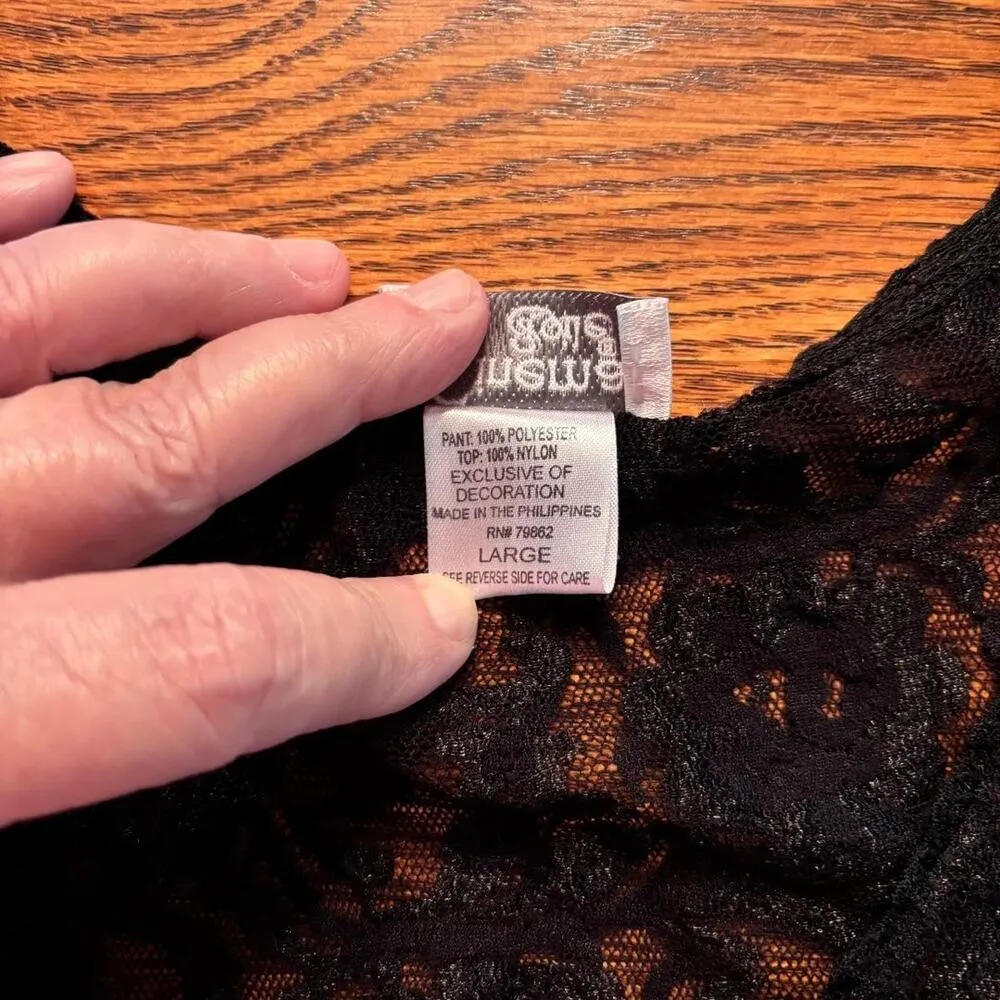 PANT: 100% POLYESTER
TOP: 100% NYLON
EXCLUSIVE OF
DECORATION
MADE IN THE PHILIPPINES
RN# 79862
LARGE
SEE REVERSE SIDE FOR CARE